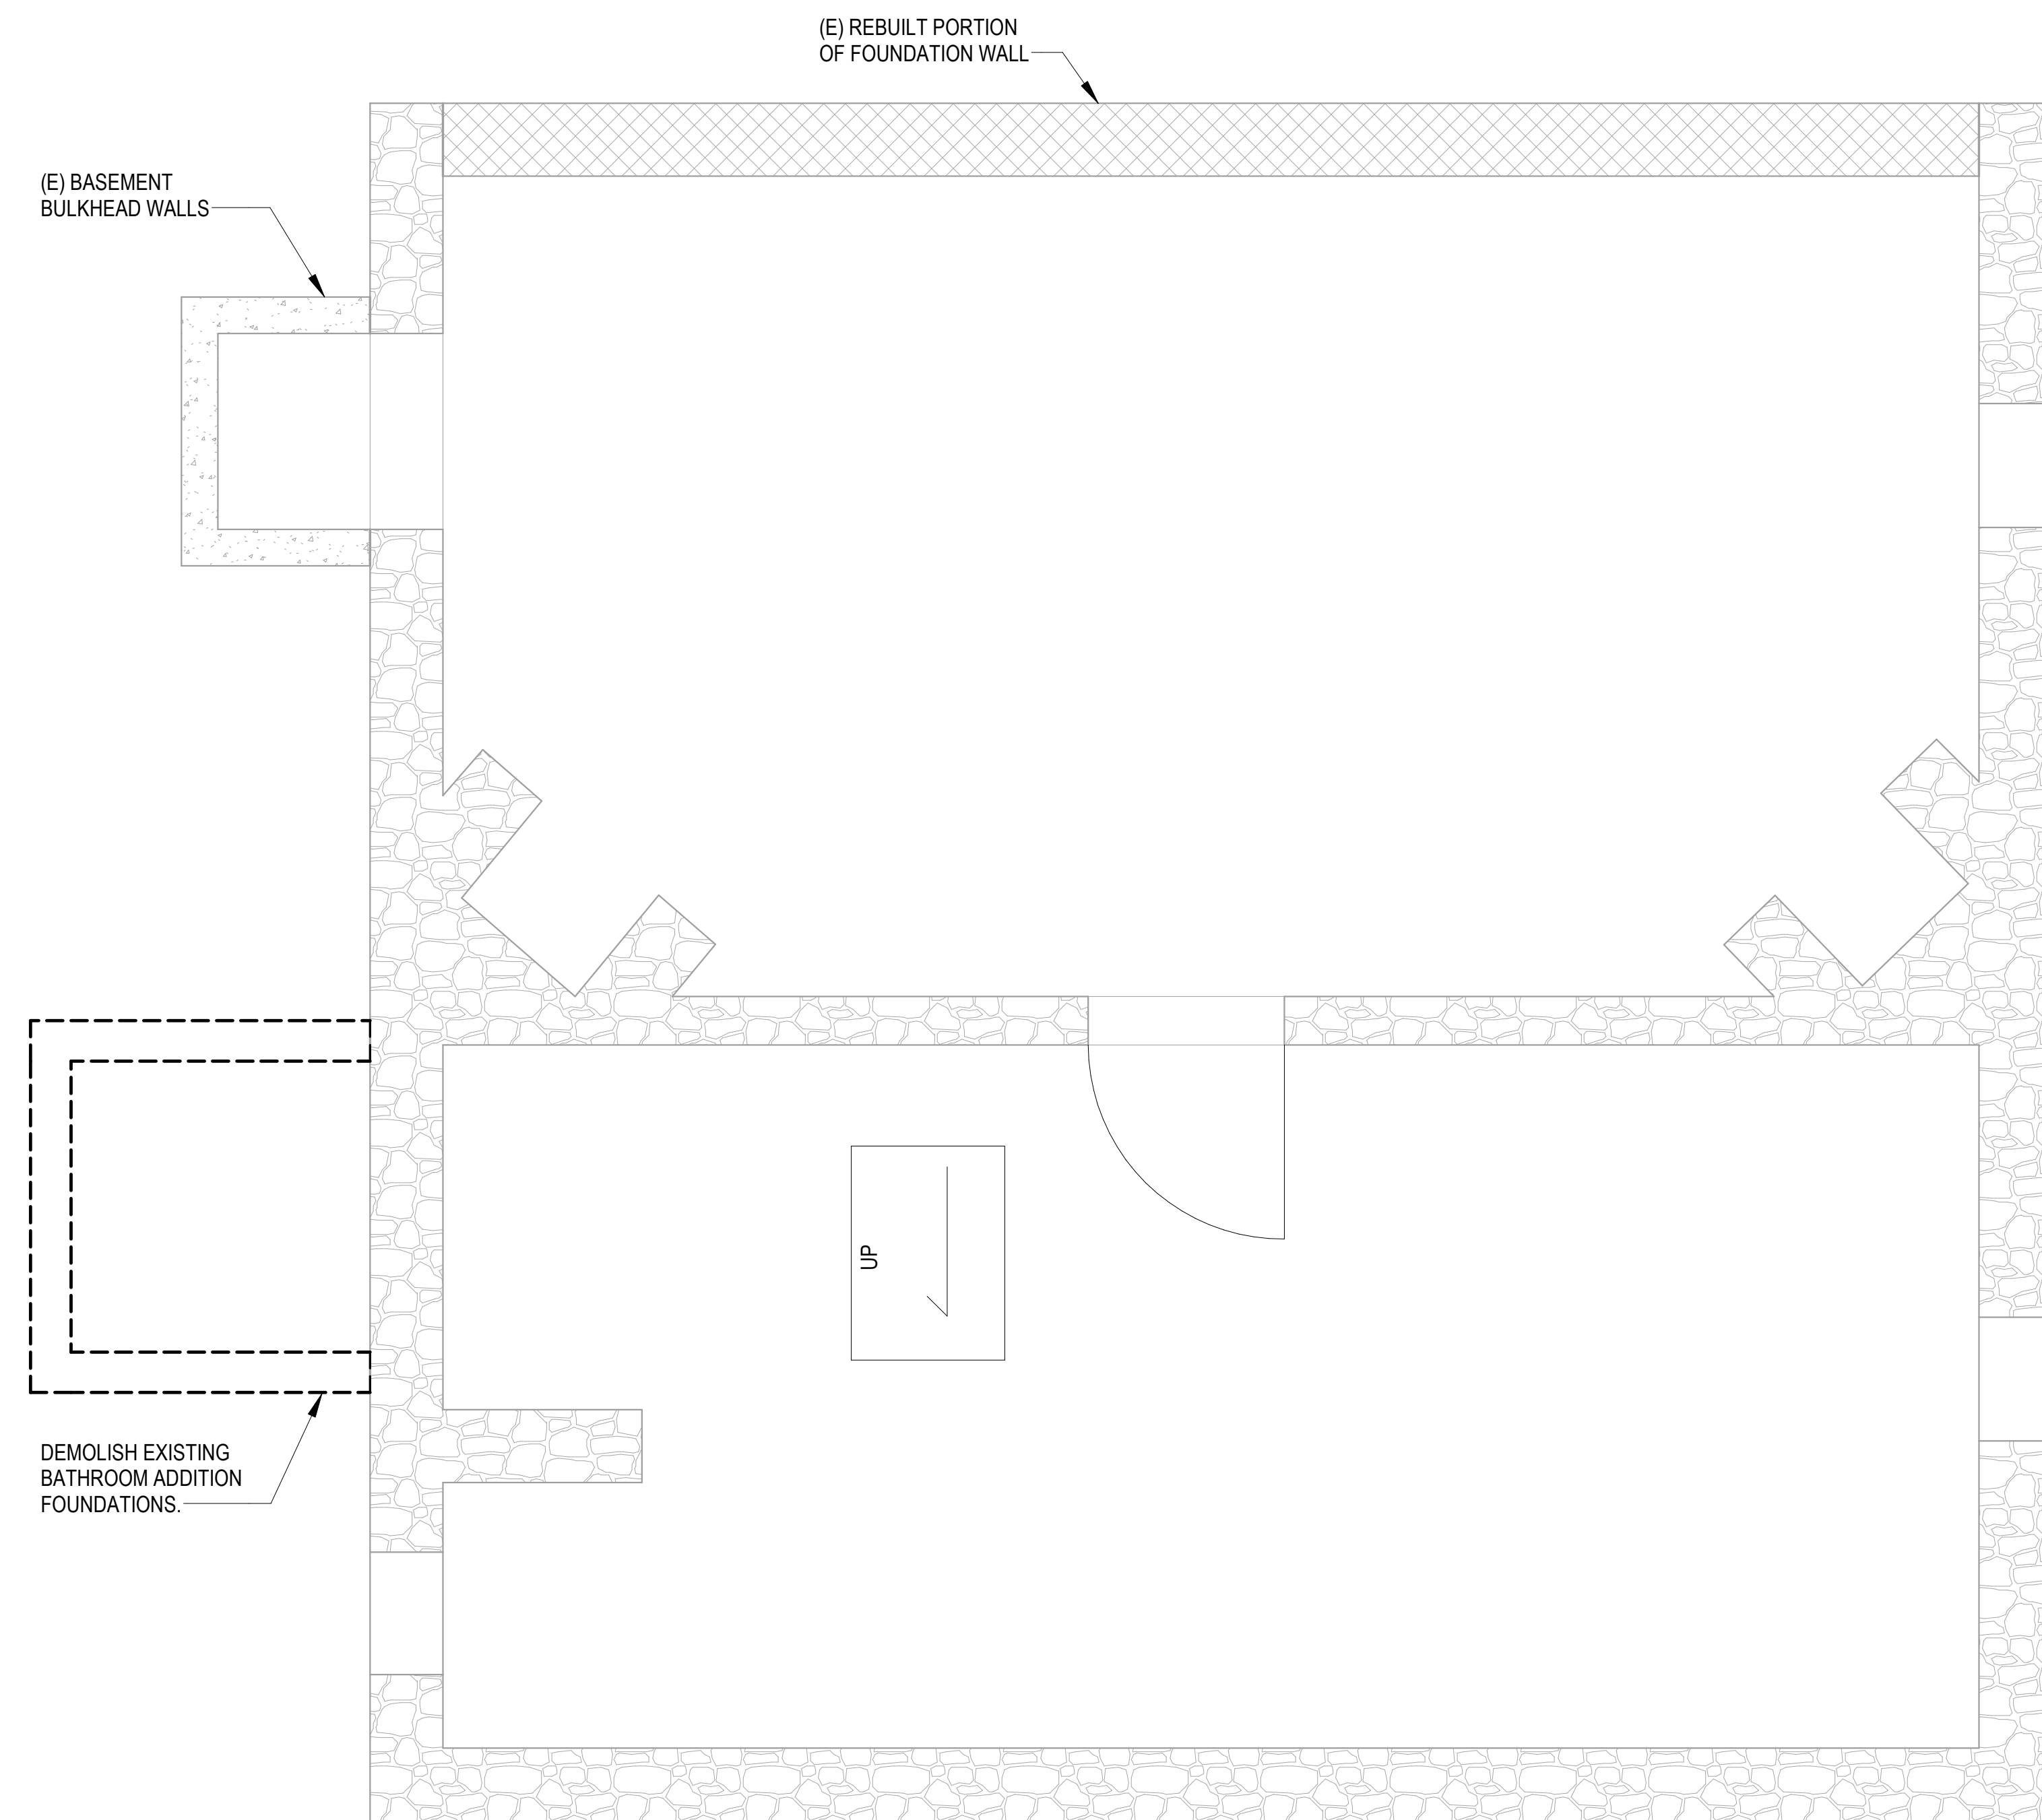 (E) REBUILT PORTION
OF FOUNDATION WALL
(E) BASEMENT
BULKHEAD WALLS
UP
DEMOLISH EXISTING
BATHROOM ADDITION
FOUNDATIONS.